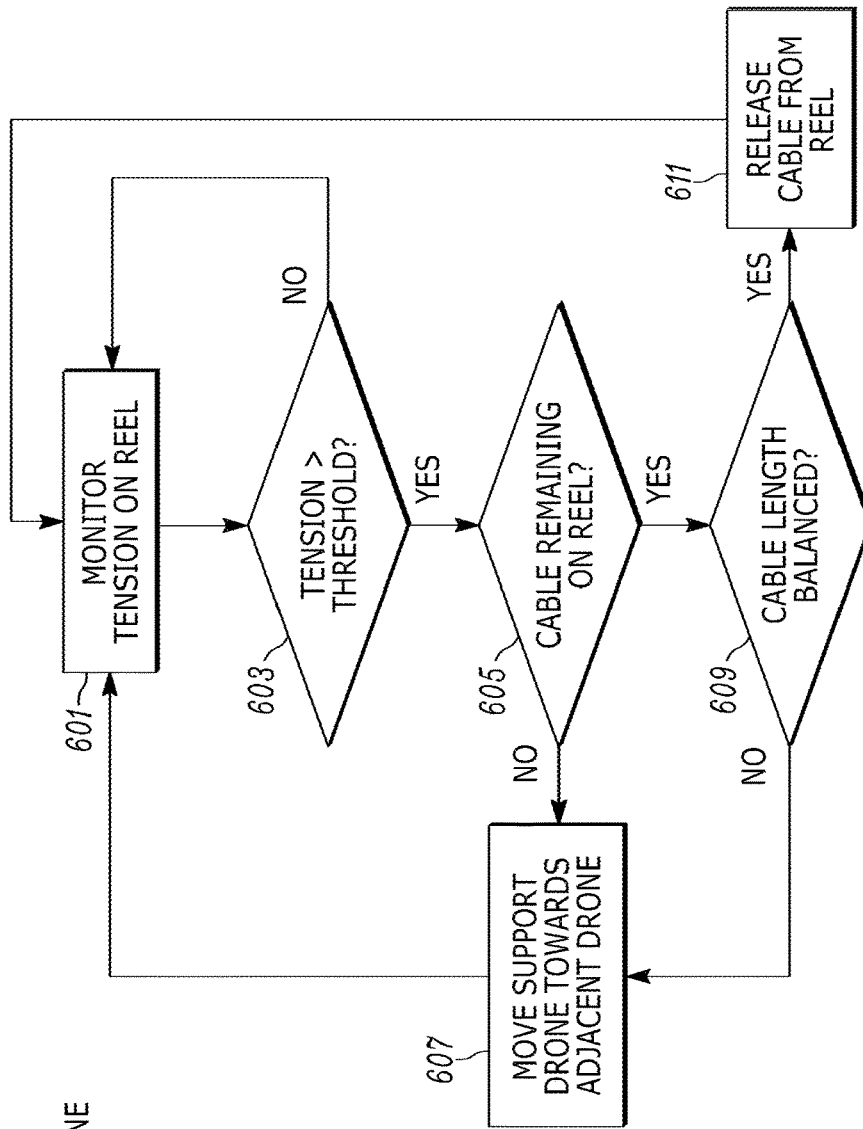 NE
601
MONITOR
TENSION ON REEL
603
TENSION >
THRESHOLD?
NO
YES
605
CABLE REMAINING
ON REEL?
NO
YES
607
MOVE SUPPORT
DRONE TOWARDS
ADJACENT DRONE
609
CABLE LENGTH
BALANCED?
NO
YES
611
RELEASE
CABLE FROM
REEL